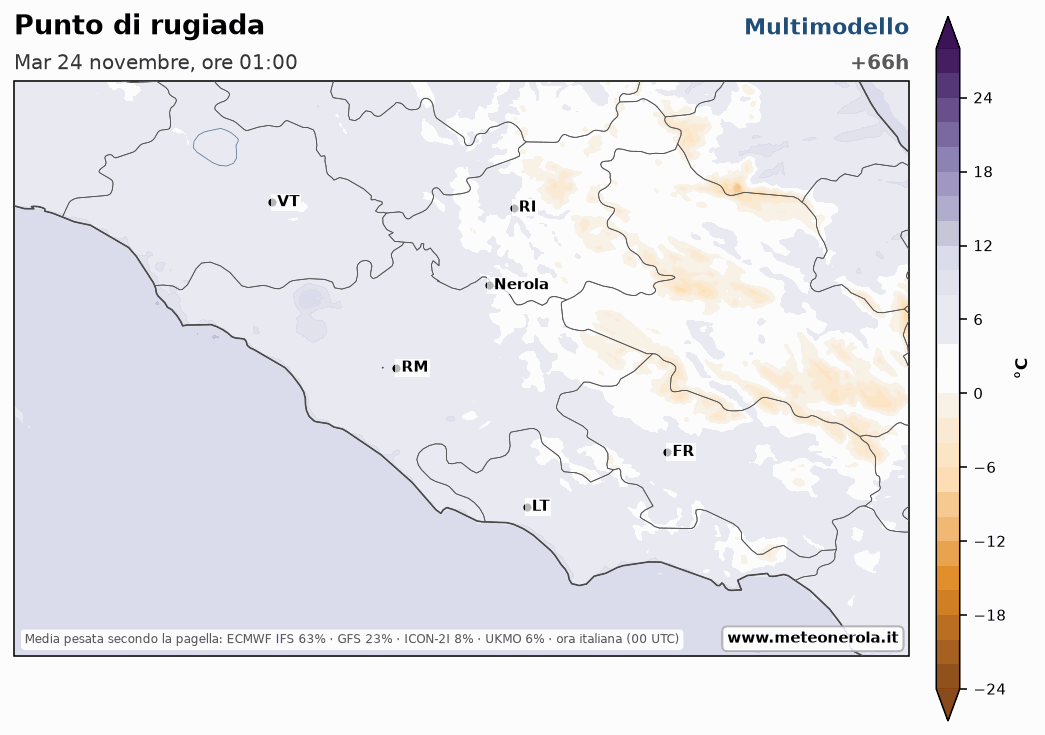 Punto di rugiada
Multimodello
Mar 24 novembre, ore 01:00
+66h
VT
RI
Nerola
RM
FR
LT
24
18
12
6
0
−6
−12
−18
−24
°C
Media pesata secondo la pagella: ECMWF IFS 63% · GFS 23% · ICON-2I 8% · UKMO 6% · ora italiana (00 UTC)
www.meteonerola.it